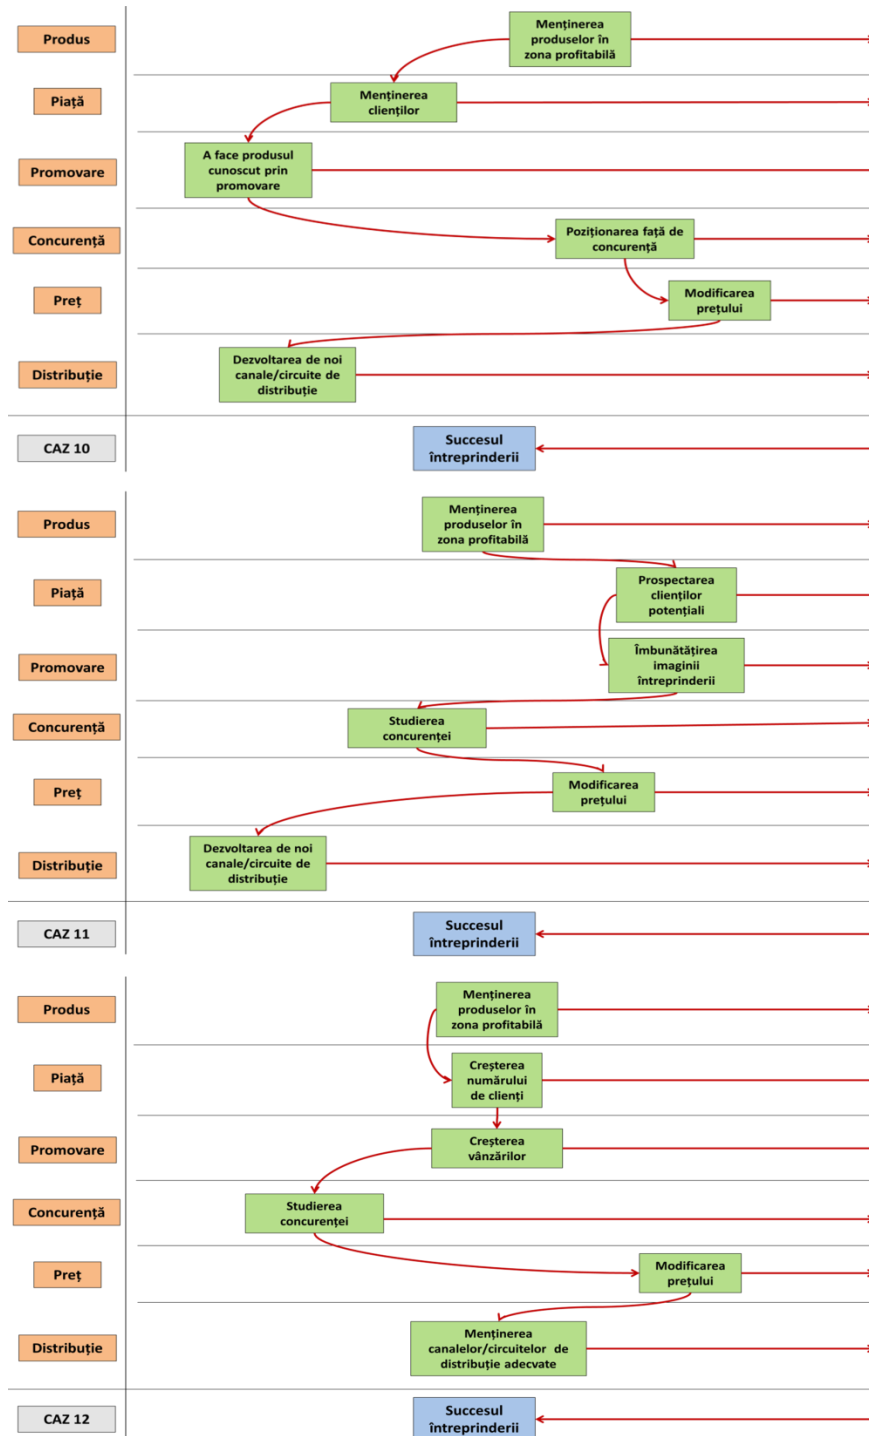 Produs
Menținerea
produselor în
zona profitabilă
Piață
Menținerea
clienților
Promovare
A face produsul
cunoscut prin
promovare
Concurență
Poziționarea față de
concurență
Preț
Modificarea
prețului
Distribuție
Dezvoltarea de noi
canale/circuite de
distribuție
CAZ 10
Succesul
întreprinderii
Produs
Menținerea
produselor în
zona profitabilă
Piață
Prospectarea
clienților
potențiali
Promovare
Îmbunătățirea
imaginii
întreprinderii
Concurență
Studierea
concurenței
Preț
Modificarea
prețului
Distribuție
Dezvoltarea de noi
canale/circuite de
distribuție
CAZ 11
Succesul
întreprinderii
Produs
Menținerea
produselor în
zona profitabilă
Piață
Creșterea
numărului
de clienți
Promovare
Creșterea
vânzărilor
Concurență
Studierea
concurenței
Preț
Modificarea
prețului
Distribuție
Menținerea
canalelor/circuitelor de
distribuție adecvate
CAZ 12
Succesul
întreprinderii